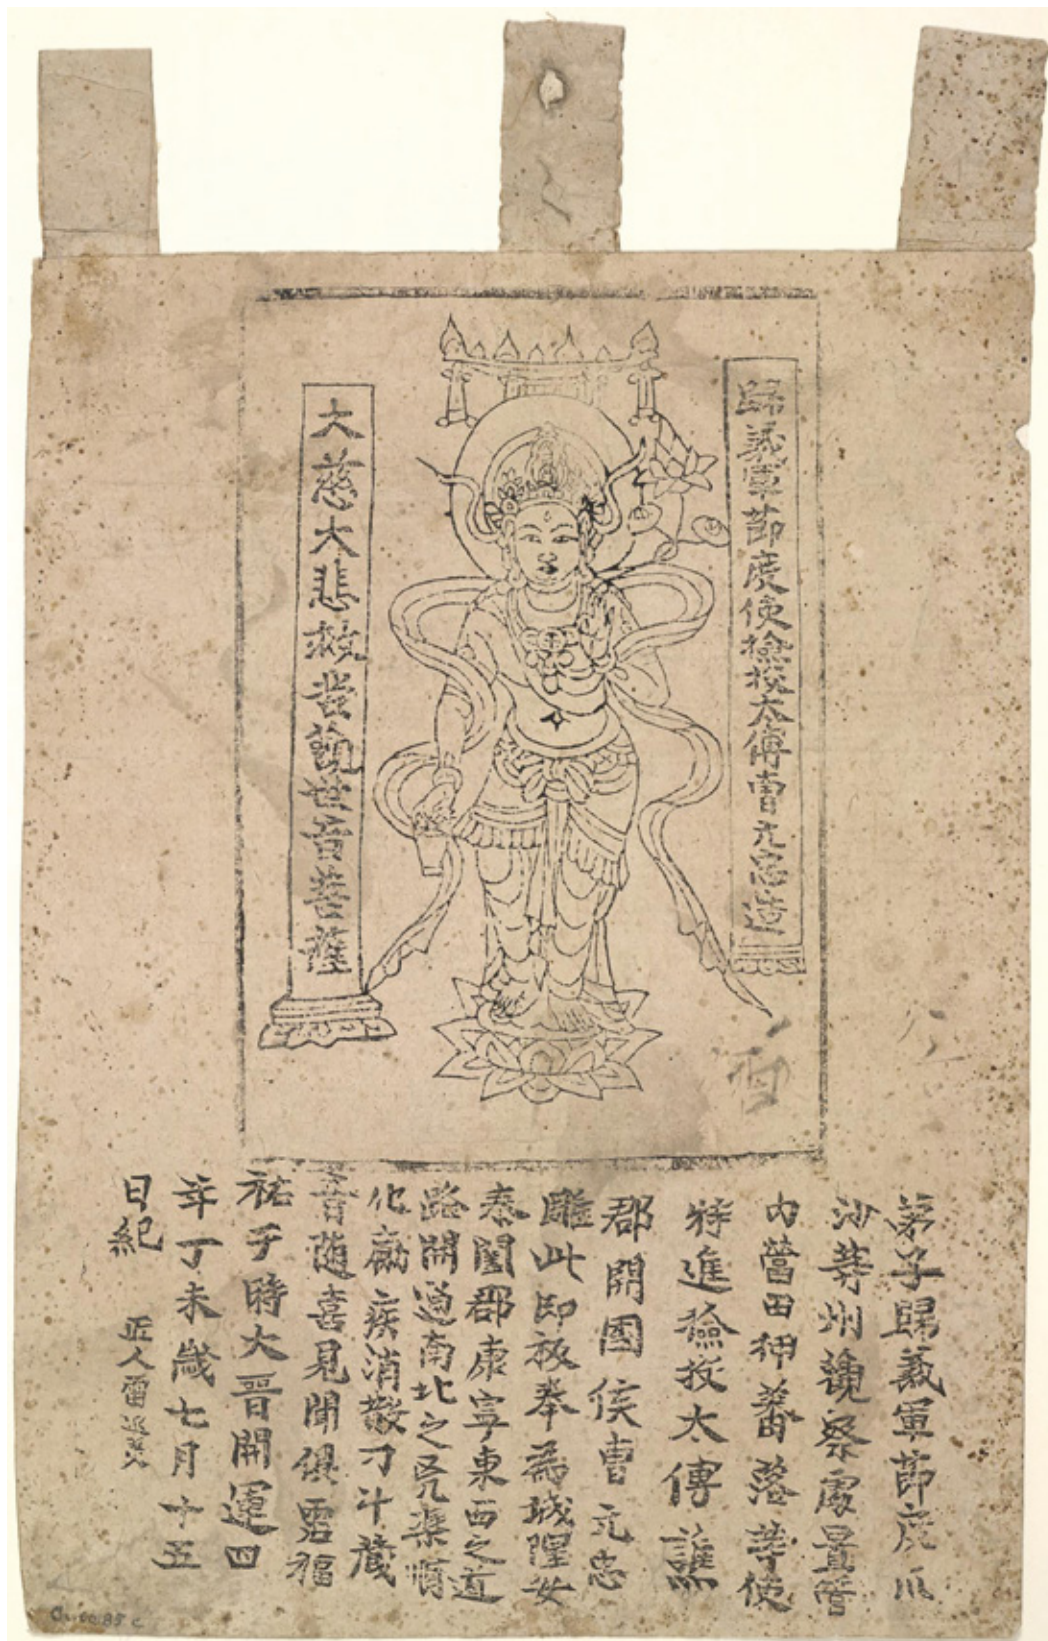 歸義軍節度使檢校太傅曹元忠造
大慈大悲救苦觀世音菩薩
弟子歸義軍節度瓜
沙等州觀察處置管
內營田押蕃落等使
特進檢校太傅譙
郡開國侯曹元忠
雕此印板奉為城隍安
泰闔郡康寧東西之道
路開通南北之兇渠順
化勵疾消散刁斗藏
音隨喜見聞俱霑福
祐于時大晉開運四
年丁未歲七月十五
日紀 匠人雷延美